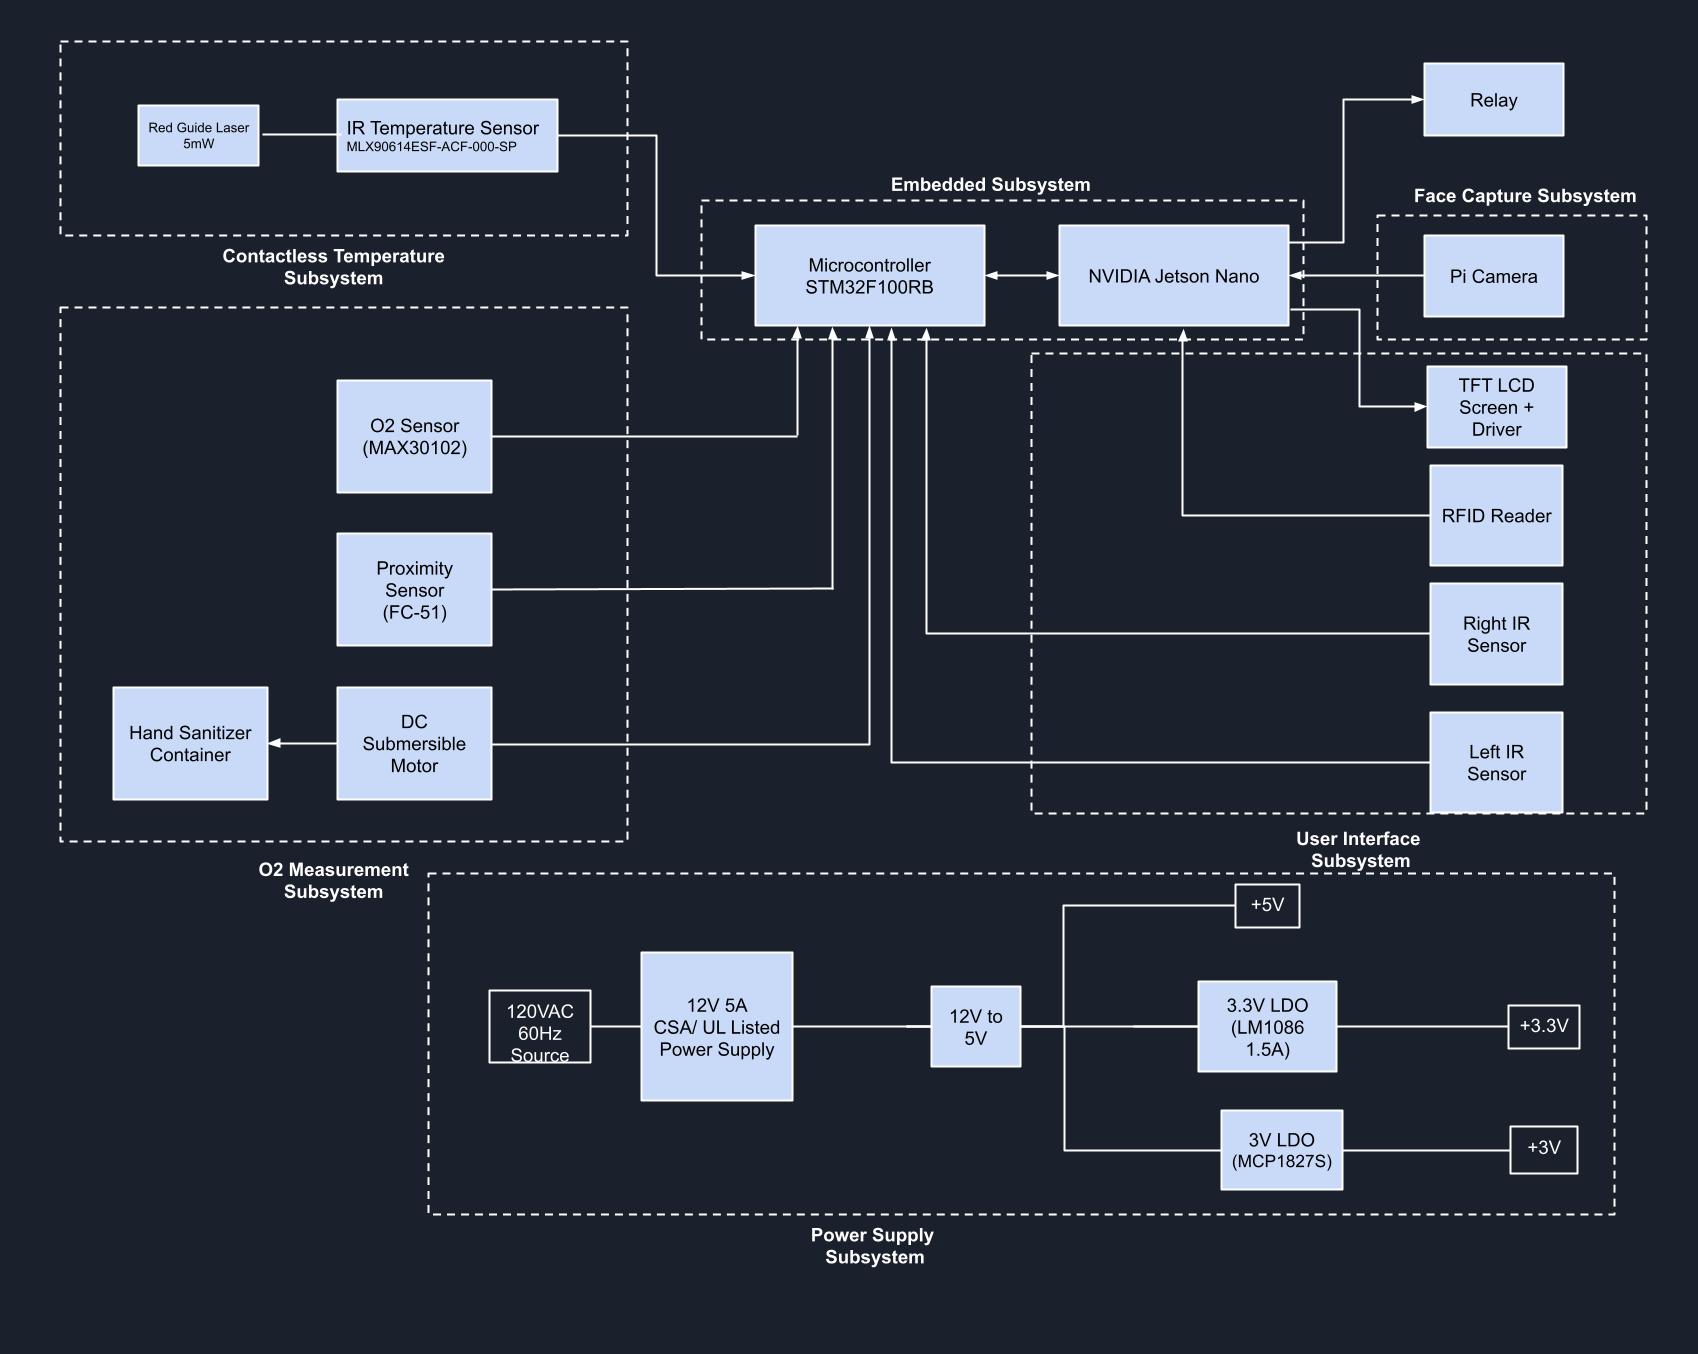 Red Guide Laser
5mW
IR Temperature Sensor
MLX90614ESF-ACF-000-SP
Contactless Temperature
Subsystem
Relay
Embedded Subsystem
Microcontroller
STM32F100RB
NVIDIA Jetson Nano
Face Capture Subsystem
Pi Camera
O2 Sensor
(MAX30102)
Proximity
Sensor
(FC-51)
Hand Sanitizer
Container
DC
Submersible
Motor
O2 Measurement
Subsystem
TFT LCD
Screen +
Driver
RFID Reader
Right IR
Sensor
Left IR
Sensor
User Interface
Subsystem
120VAC
60Hz
Source
12V 5A
CSA/ UL Listed
Power Supply
12V to
5V
+5V
3.3V LDO
(LM1086
1.5A)
+3.3V
3V LDO
(MCP1827S)
+3V
Power Supply
Subsystem